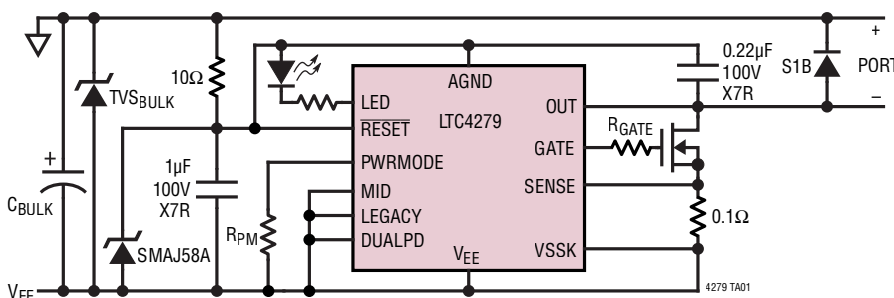 +
0.22µF
100V
X7R
S1B
PORT
–
10Ω
TVSBULK
AGND
LED
OUT
LTC4279
RESET
RGATE
GATE
PWRMODE
1µF
100V
X7R
MID
SENSE
+
CBULK
LEGACY
0.1Ω
RPM
DUALPD
SMAJ58A
VEE
VSSK
VEE
4279 TA01